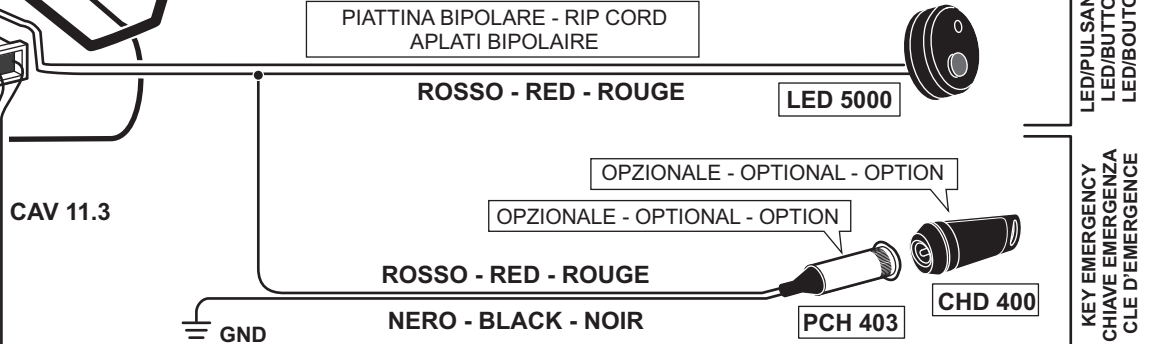 PIATTINA BIPOLARE - RIP CORD
APLATI BIPOLAIRE
ROSSO - RED - ROUGE
LED 5000
CAV 11.3
OPZIONALE - OPTIONAL - OPTION
OPZIONALE - OPTIONAL - OPTION
ROSSO - RED - ROUGE
NERO - BLACK - NOIR
GND
PCH 403
CHD 400
KEY EMERGENCY
CHIAVE EMERGENZA
CLE D'EMERGENCE